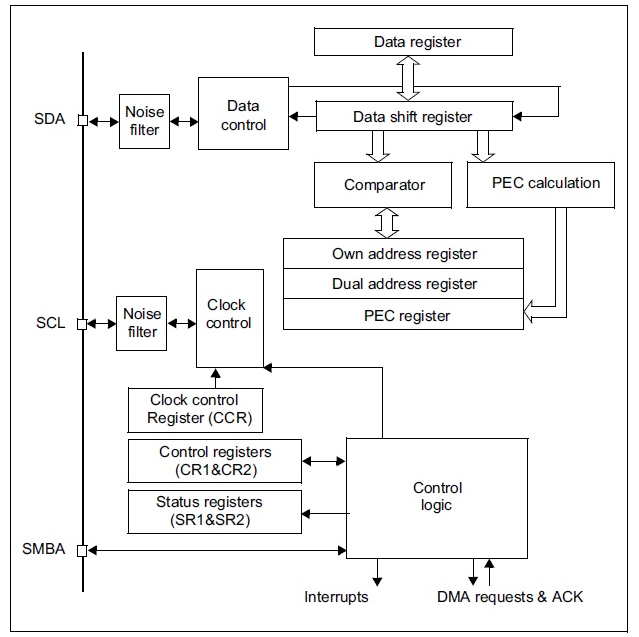 Data register
SDA
Noise
filter
Data
control
Data shift register
Comparator
PEC calculation
Own address register
Dual address register
PEC register
SCL
Noise
filter
Clock
control
Clock control
Register (CCR)
Control registers
(CR1&CR2)
Status registers
(SR1&SR2)
Control
logic
SMBA
Interrupts
DMA requests & ACK